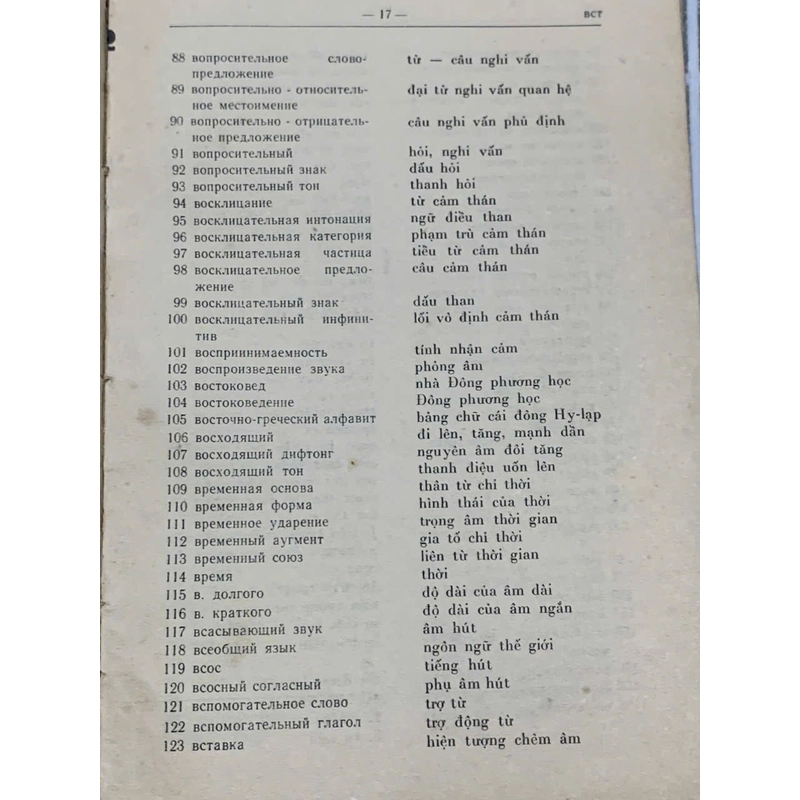 — 17 — ВСТ
88 вопросительное слово- từ — câu nghi vấn
предложение
89 вопросительно - относитель- đại từ nghi vấn quan hệ
ное местоимение
90 вопросительно - отрицатель- câu nghi vấn phủ định
ное предложение
91 вопросительный hỏi, nghi vấn
92 вопросительный знак dấu hỏi
93 вопросительный тон thanh hỏi
94 восклицание từ cảm thán
95 восклицательная интонация ngữ điều than
96 восклицательная категория phạm trù cảm thán
97 восклицательная частица tiểu từ cảm thán
98 восклицательное предло- câu cảm thán
жение
99 восклицательный знак dấu than
100 восклицательный инфини- lối vô định cảm thán
тив
101 восприинимаемность tính nhận cảm
102 воспроизведение звука phỏng âm
103 востоковед nhà Đông phương học
104 востоковедение Đông phương học
105 восточно-греческий алфавит bảng chữ cái đông Hy-lạp
106 восходящий đi lên, tăng, mạnh dần
107 восходящий дифтонг nguyên âm đôi tăng
108 восходящий тон thanh điệu uốn lên
109 временная основа thân từ chỉ thời
110 временная форма hình thái của thời
111 временное ударение trọng âm thời gian
112 временный аугмент gia tố chỉ thời
113 временный союз liên từ thời gian
114 время thời
115 в. долгого độ dài của âm dài
116 в. краткого độ dài của âm ngắn
117 всасывающий звук âm hút
118 всеобщий язык ngôn ngữ thế giới
119 всос tiếng hút
120 всосный согласный phụ âm hút
121 вспомогательное слово trợ từ
122 вспомогательный глагол trợ động từ
123 вставка hiện tượng chêm âm